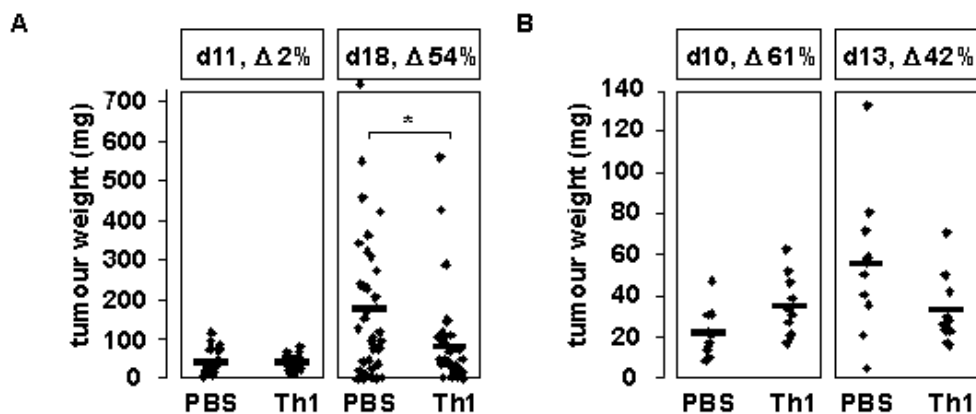 A
d11, Δ 2%
d18, Δ 54%
tumour weight (mg)
700
600
500
400
300
200
100
0
*
PBS
Th1
PBS
Th1
B
d10, Δ 61%
d13, Δ 42%
tumour weight (mg)
140
120
100
80
60
40
20
0
PBS
Th1
PBS
Th1